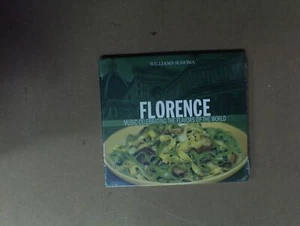 WILLIAMS-SONOMA
FLORENCE
MUSIC CELEBRATING THE FLAVORS OF THE WORLD